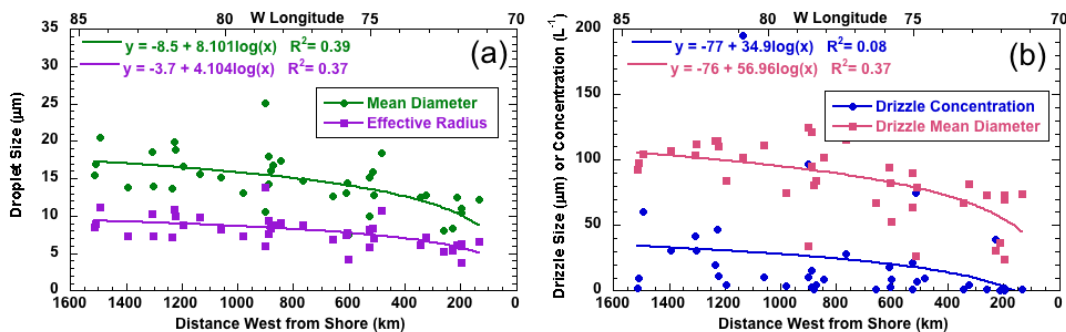 W Longitude
85 80 75 70
35
30
25
20
15
10
5
0
Droplet Size (µm)
y = -8.5 + 8.101log(x) R²= 0.39
y = -3.7 + 4.104log(x) R²= 0.37
(a)
Mean Diameter
Effective Radius
1600 1400 1200 1000 800 600 400 200 0
Distance West from Shore (km)
W Longitude
85 80 75 70
200
150
100
50
0
Drizzle Size (µm) or Concentration (L⁻¹)
y = -77 + 34.9log(x) R²= 0.08
y = -76 + 56.96log(x) R²= 0.37
(b)
Drizzle Concentration
Drizzle Mean Diameter
1600 1400 1200 1000 800 600 400 200 0
Distance West from Shore (km)